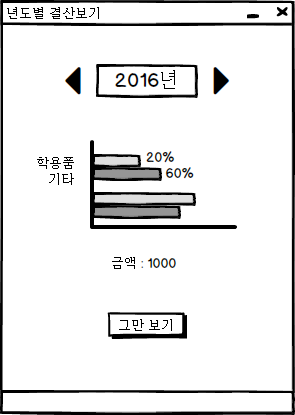 년도별 결산보기
2016년
학용품
20%
기타
60%
금액 : 1000
그만 보기